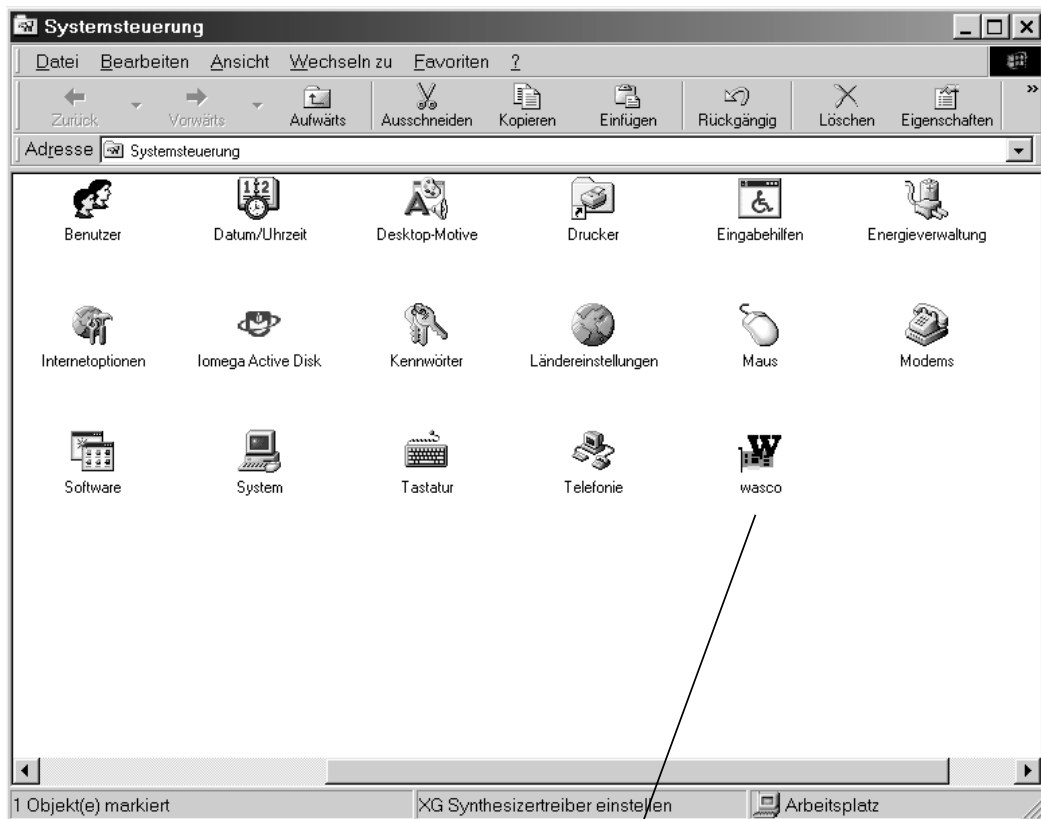 Systemsteuerung
Datei Bearbeiten Ansicht Wechseln zu Favoriten ?
Zurück Vorwärts Aufwärts Ausschneiden Kopieren Einfügen Rückgängig Löschen Eigenschaften »
Adresse Systemsteuerung
Benutzer Datum/Uhrzeit Desktop-Motive Drucker Eingabehilfen Energieverwaltung
Internetoptionen Iomega Active Disk Kennwörter Ländereinstellungen Maus Modems
Software System Tastatur Telefonie wasco
1 Objekt(e) markiert XG Synthesizertreiber einstellen Arbeitsplatz